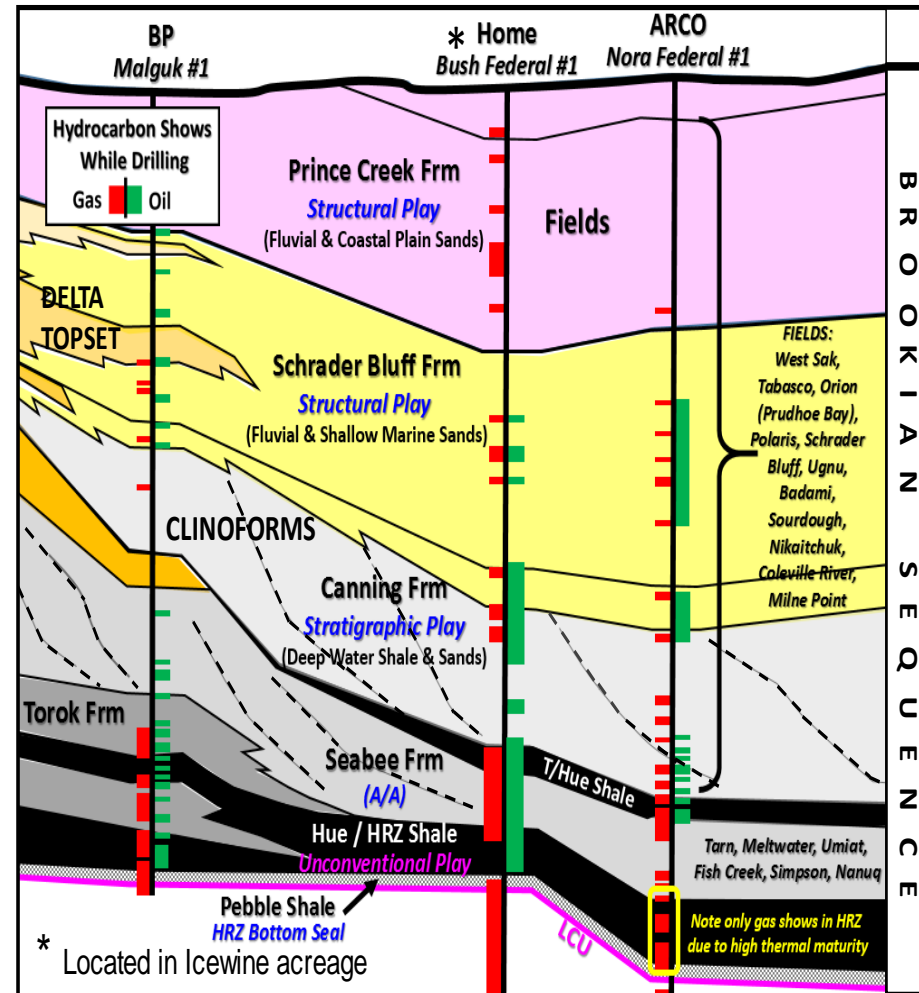 BP
Malguk #1
* Home
Bush Federal #1
ARCO
Nora Federal #1
Hydrocarbon Shows
While Drilling
Gas Oil
Prince Creek Frm
Structural Play
(Fluvial & Coastal Plain Sands)
Fields
DELTA
TOPSET
Schrader Bluff Frm
Structural Play
(Fluvial & Shallow Marine Sands)
FIELDS:
West Sak,
Tabasco, Orion
(Prudhoe Bay),
Polaris, Schrader
Bluff, Ugnu,
Badami,
Sourdough,
Nikaitchuk,
Coleville River,
Milne Point
CLINOFORMS
Canning Frm
Stratigraphic Play
(Deep Water Shale & Sands)
Torok Frm
Seabee Frm
(A/A)
T/Hue Shale
Hue / HRZ Shale
Unconventional Play
Tarn, Meltwater, Umiat,
Fish Creek, Simpson, Nanuq
Pebble Shale
HRZ Bottom Seal
LCU
Note only gas shows in HRZ
due to high thermal maturity
* Located in Icewine acreage
BROOKIAN SEQUENCE